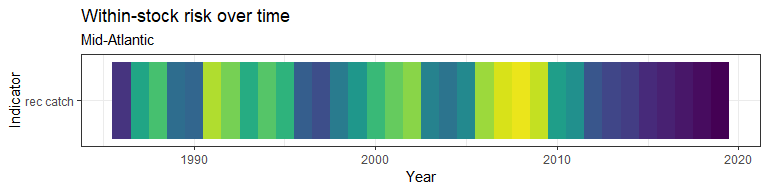 Within-stock risk over time
Mid-Atlantic
Indicator
rec catch
1990
2000
2010
2020
Year